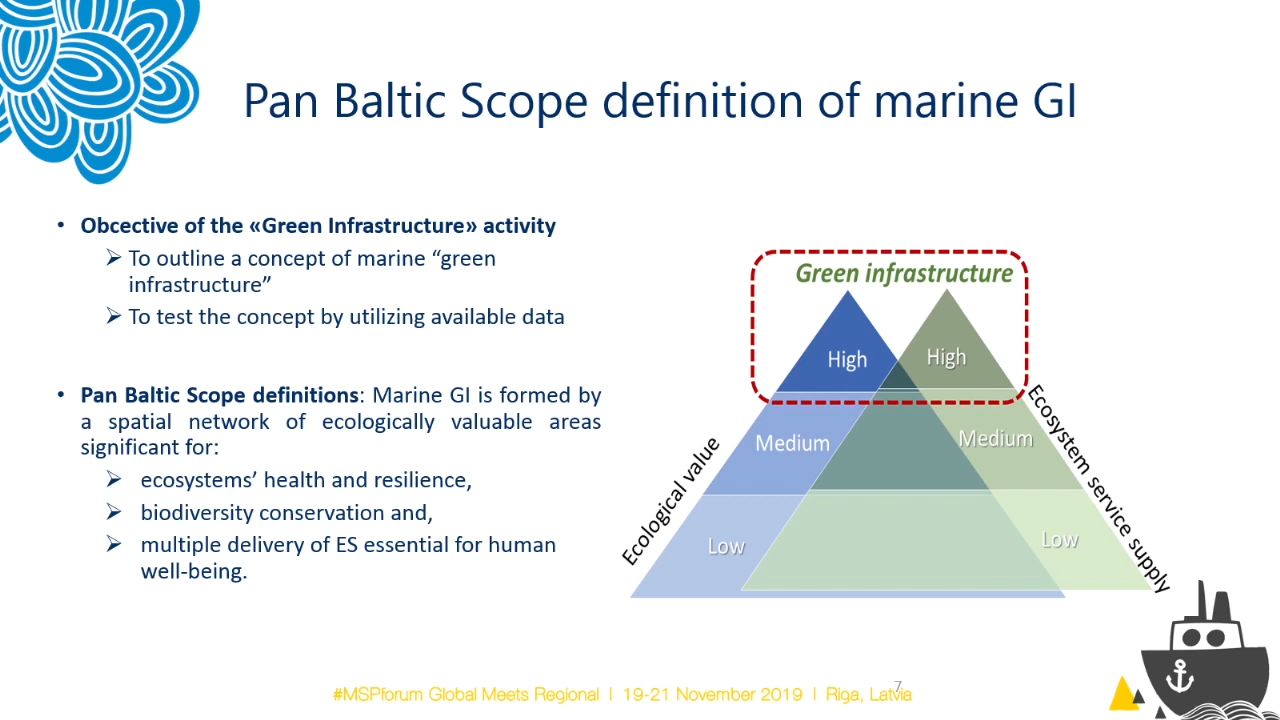 Pan Baltic Scope definition of marine GI
• Obcective of the «Green Infrastructure» activity
➢ To outline a concept of marine “green
infrastructure”
➢ To test the concept by utilizing available data
• Pan Baltic Scope definitions: Marine GI is formed by
a spatial network of ecologically valuable areas
significant for:
➢ ecosystems’ health and resilience,
➢ biodiversity conservation and,
➢ multiple delivery of ES essential for human
well-being.
Green infrastructure
High
High
Medium
Medium
Low
Low
Ecological value
Ecosystem service supply
7
#MSPforum Global Meets Regional I 19-21 November 2019 I Riga, Latvia